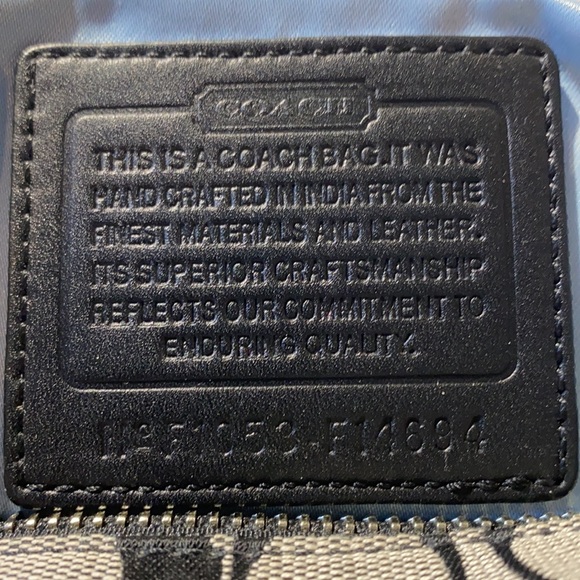 COACH
THIS IS A COACH BAG.IT WAS
HAND CRAFTED IN INDIA FROM THE
FINEST MATERIALS AND LEATHER.
ITS SUPERIOR CRAFTSMANSHIP
REFLECTS OUR COMMITMENT TO
ENDURING QUALITY.
F14684